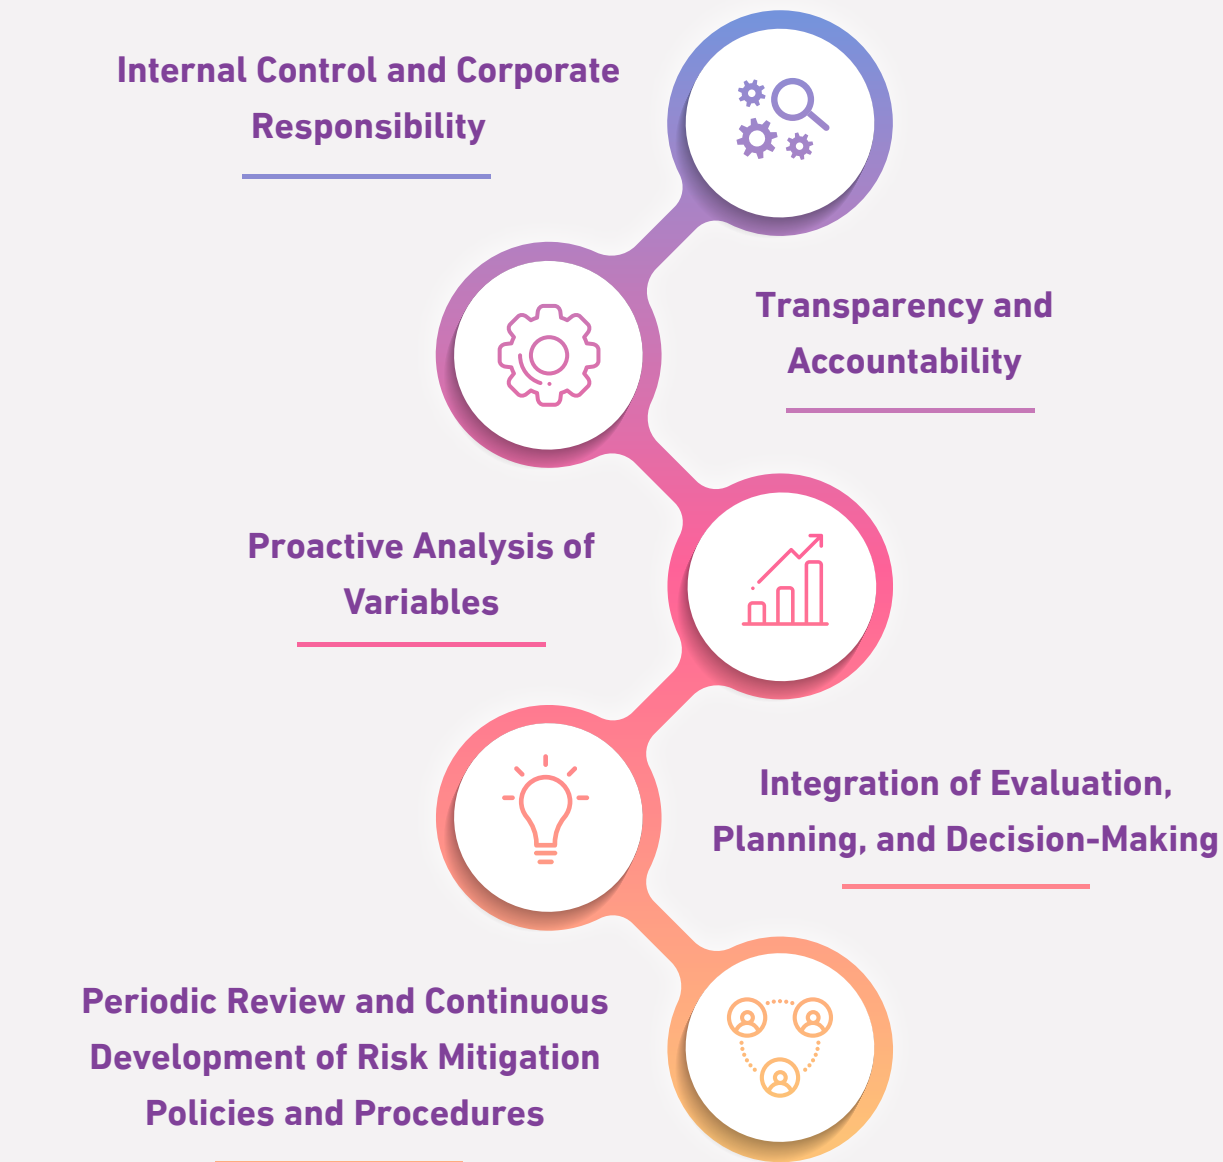 Internal Control and Corporate
Responsibility
Transparency and
Accountability
Proactive Analysis of
Variables
Integration of Evaluation,
Planning, and Decision-Making
Periodic Review and Continuous
Development of Risk Mitigation
Policies and Procedures